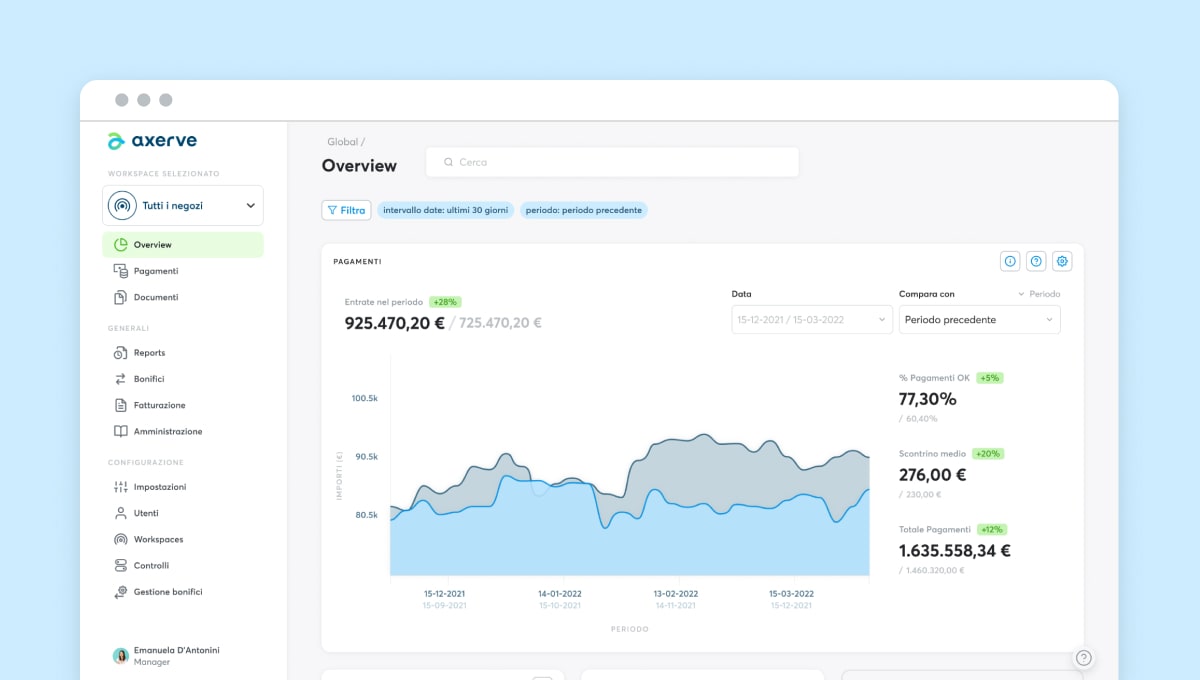 axerve
WORKSPACE SELEZIONATO
Tutti i negozi
Overview
Pagamenti
Documenti
GENERALI
Reports
Bonifici
Fatturazione
Amministrazione
CONFIGURAZIONE
Impostazioni
Utenti
Workspaces
Controlli
Gestione bonifici
Emanuela D'Antonini
Manager
Global /
Overview
Cerca
Filtra
intervallo date: ultimi 30 giorni
periodo: periodo precedente
PAGAMENTI
Entrate nel periodo +28%
925.470,20 € / 725.470,20 €
Data
15-12-2021 / 15-03-2022
Compara con
Periodo
Periodo precedente
100.5k
90.5k
80.5k
IMPORTI (€)
15-12-2021
15-09-2021
14-01-2022
15-10-2021
13-02-2022
14-11-2021
15-03-2022
15-12-2021
PERIODO
% Pagamenti OK +5%
77,30%
/ 60,40%
Scontrino medio +20%
276,00 €
/ 230,00 €
Totale Pagamenti +12%
1.635.558,34 €
/ 1.460.320,00 €